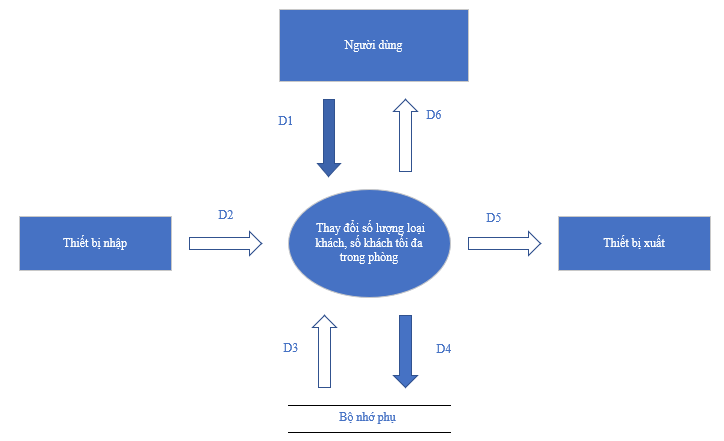 Người dùng
D1
D6
D2
D5
Thiết bị nhập
Thay đổi số lượng loại
khách, số khách tối đa
trong phòng
Thiết bị xuất
D3
D4
Bộ nhớ phụ